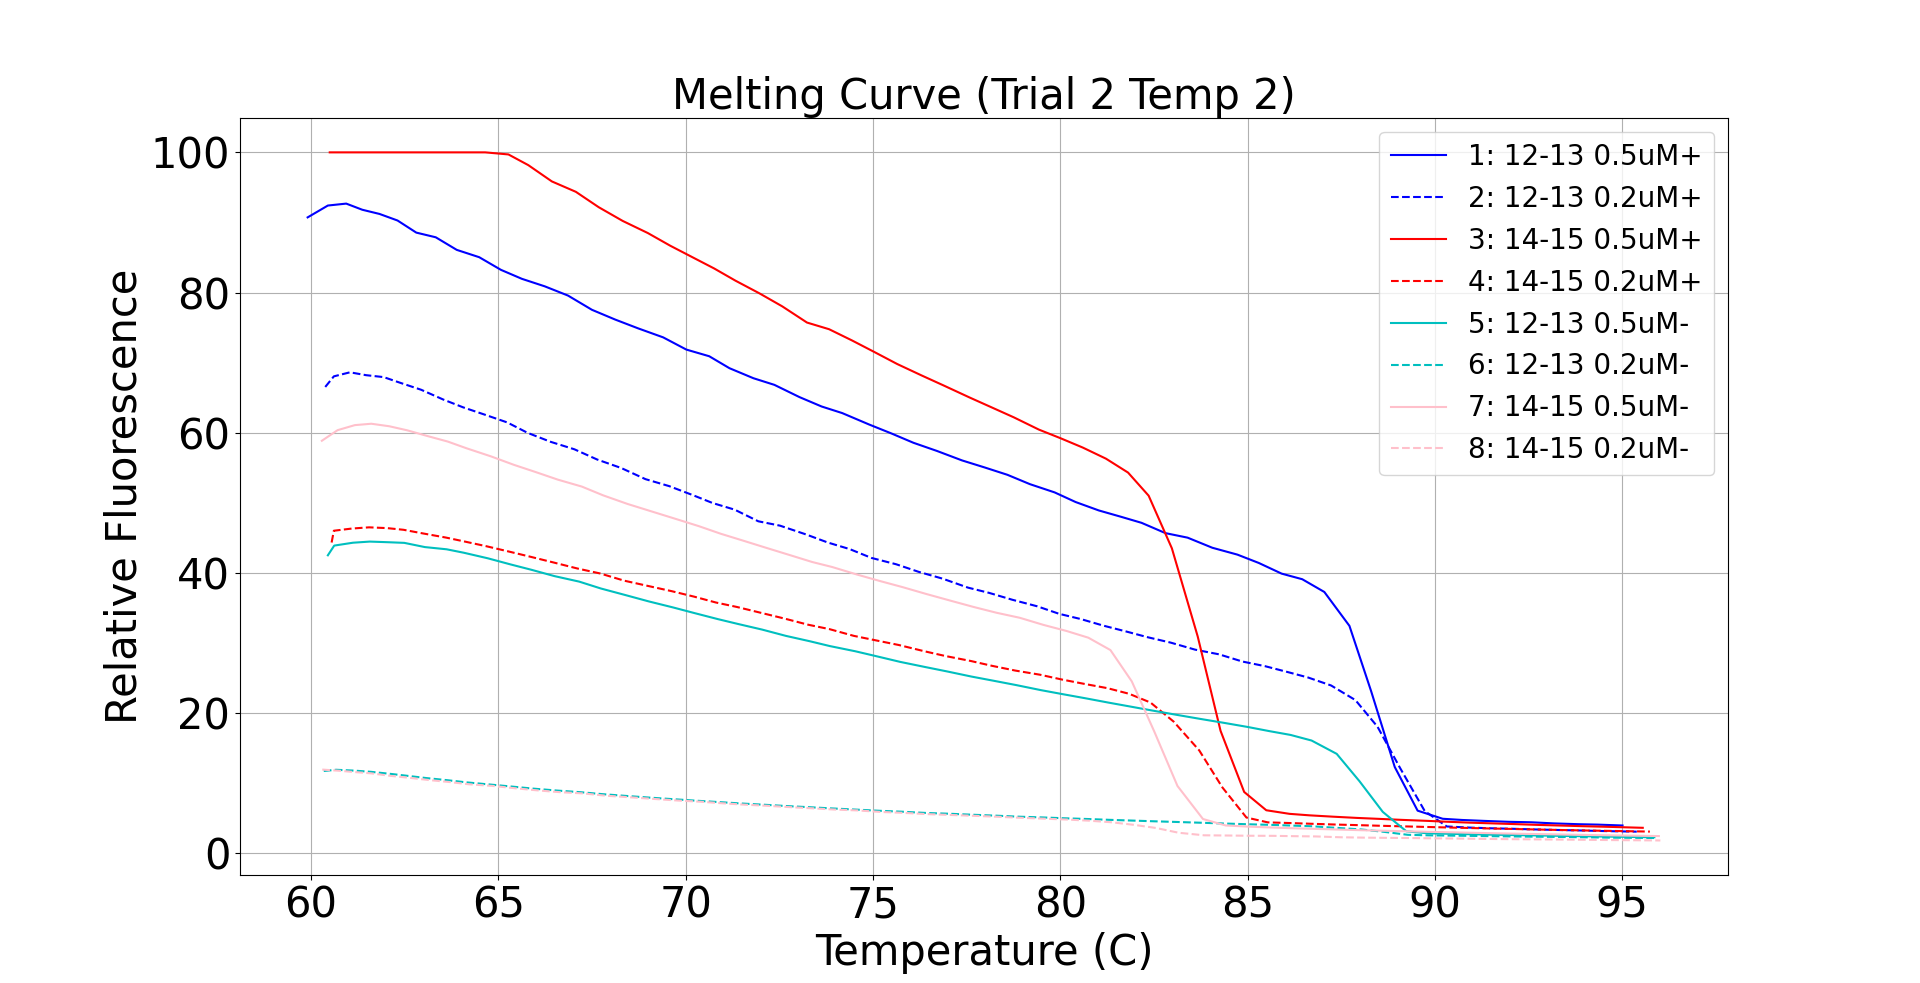 Melting Curve (Trial 2 Temp 2)
100
80
60
40
20
0
Relative Fluorescence
1: 12-13 0.5uM+
2: 12-13 0.2uM+
3: 14-15 0.5uM+
4: 14-15 0.2uM+
5: 12-13 0.5uM-
6: 12-13 0.2uM-
7: 14-15 0.5uM-
8: 14-15 0.2uM-
60 65 70 75 80 85 90 95
Temperature (C)